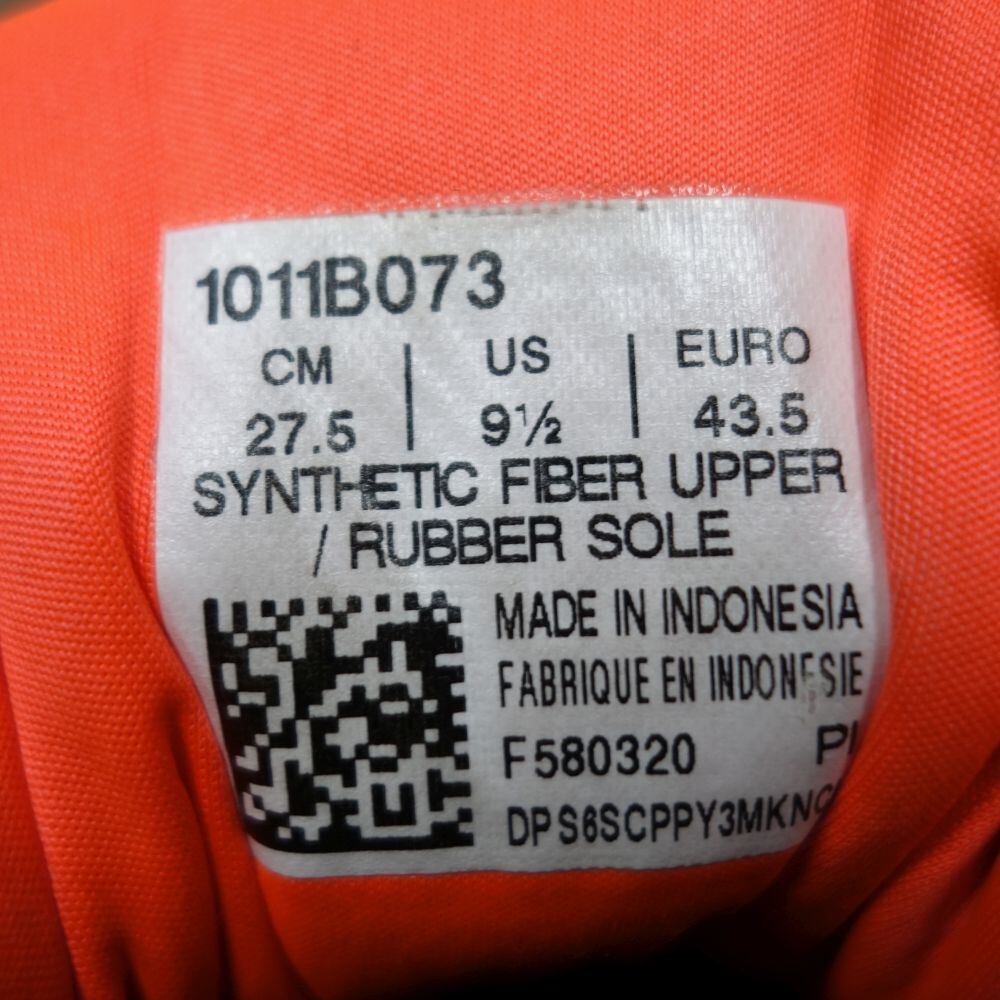 1011B073
CM | US | EURO
27.5 | 9½ | 43.5
SYNTHETIC FIBER UPPER
/ RUBBER SOLE
MADE IN INDONESIA
FABRIQUE EN INDONESIE
F580320
DPS6SCPPY3MKN